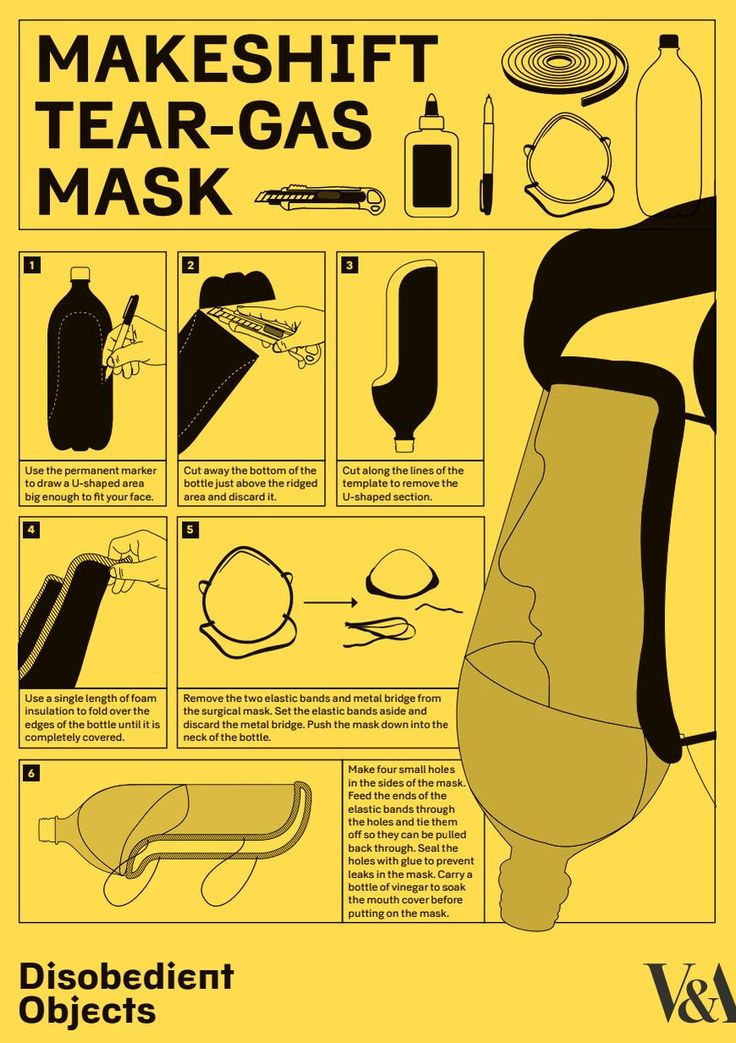 MAKESHIFT
TEAR-GAS
MASK
1
Use the permanent marker
to draw a U-shaped area
big enough to fit your face.
2
Cut away the bottom of the
bottle just above the ridged
area and discard it.
3
Cut along the lines of the
template to remove the
U-shaped section.
4
Use a single length of foam
insulation to fold over the
edges of the bottle until it is
completely covered.
5
Remove the two elastic bands and metal bridge from
the surgical mask. Set the elastic bands aside and
discard the metal bridge. Push the mask down into the
neck of the bottle.
6
Make four small holes
in the sides of the mask.
Feed the ends of the
elastic bands through
the holes and tie them
off so they can be pulled
back through. Seal the
holes with glue to prevent
leaks in the mask. Carry a
bottle of vinegar to soak
the mouth cover before
putting on the mask.
Disobedient
Objects
V&A